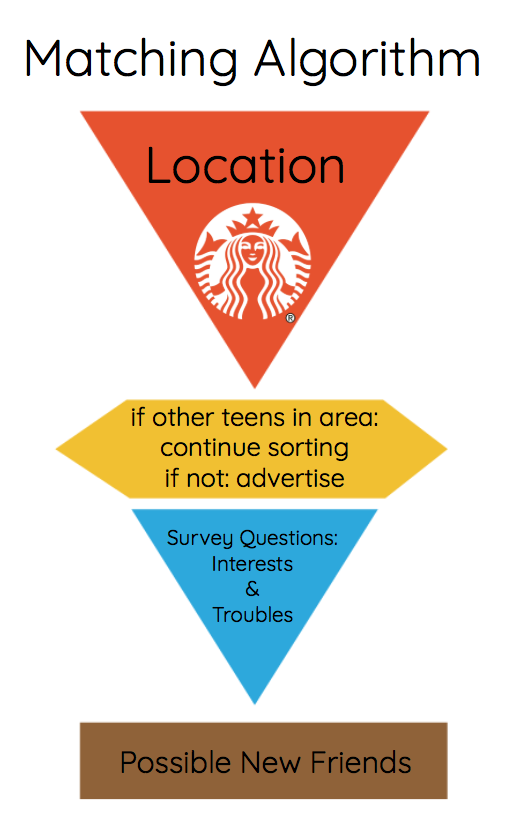 Matching Algorithm
Location
®
if other teens in area:
continue sorting
if not: advertise
Survey Questions:
Interests
&
Troubles
Possible New Friends